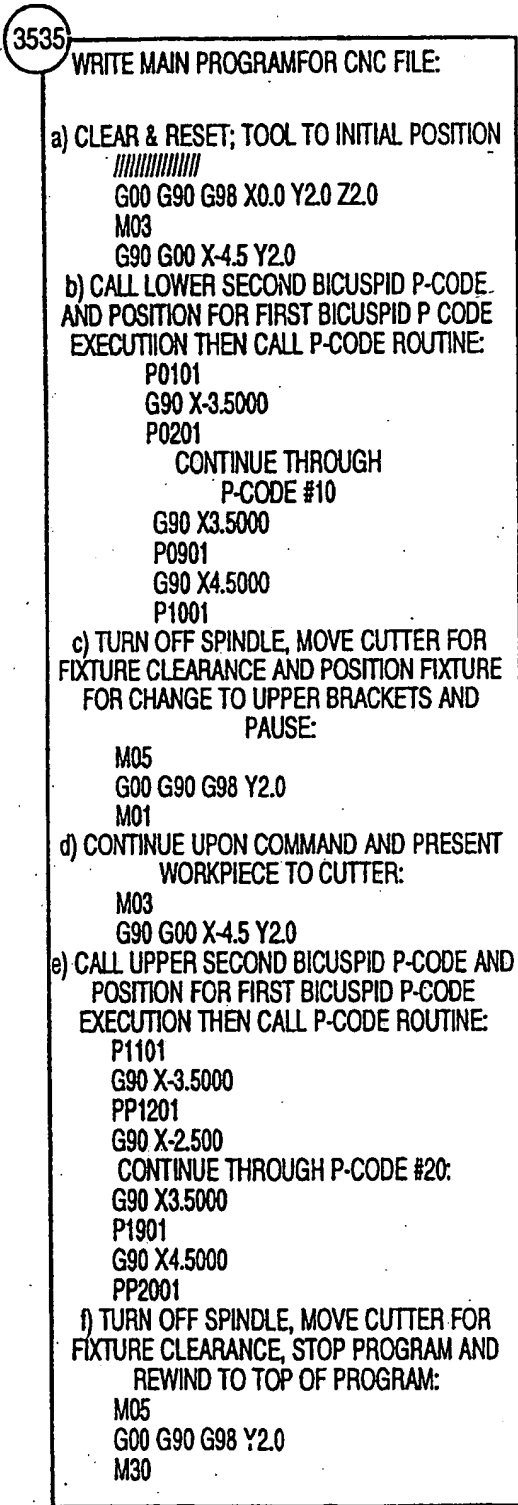 3535
WRITE MAIN PROGRAMFOR CNC FILE:
a) CLEAR & RESET; TOOL TO INITIAL POSITION
////////////////
G00 G90 G98 X0.0 Y2.0 Z2.0
M03
G90 G00 X-4.5 Y2.0
b) CALL LOWER SECOND BICUSPID P-CODE
AND POSITION FOR FIRST BICUSPID P CODE
EXECUTIION THEN CALL P-CODE ROUTINE:
P0101
G90 X-3.5000
P0201
CONTINUE THROUGH
P-CODE #10
G90 X3.5000
P0901
G90 X4.5000
P1001
c) TURN OFF SPINDLE, MOVE CUTTER FOR
FIXTURE CLEARANCE AND POSITION FIXTURE
FOR CHANGE TO UPPER BRACKETS AND
PAUSE:
M05
G00 G90 G98 Y2.0
M01
d) CONTINUE UPON COMMAND AND PRESENT
WORKPIECE TO CUTTER:
M03
G90 G00 X-4.5 Y2.0
e) CALL UPPER SECOND BICUSPID P-CODE AND
POSITION FOR FIRST BICUSPID P-CODE
EXECUTION THEN CALL P-CODE ROUTINE:
P1101
G90 X-3.5000
PP1201
G90 X-2.500
CONTINUE THROUGH P-CODE #20:
G90 X3.5000
P1901
G90 X4.5000
PP2001
f) TURN OFF SPINDLE, MOVE CUTTER FOR
FIXTURE CLEARANCE, STOP PROGRAM AND
REWIND TO TOP OF PROGRAM:
M05
G00 G90 G98 Y2.0
M30